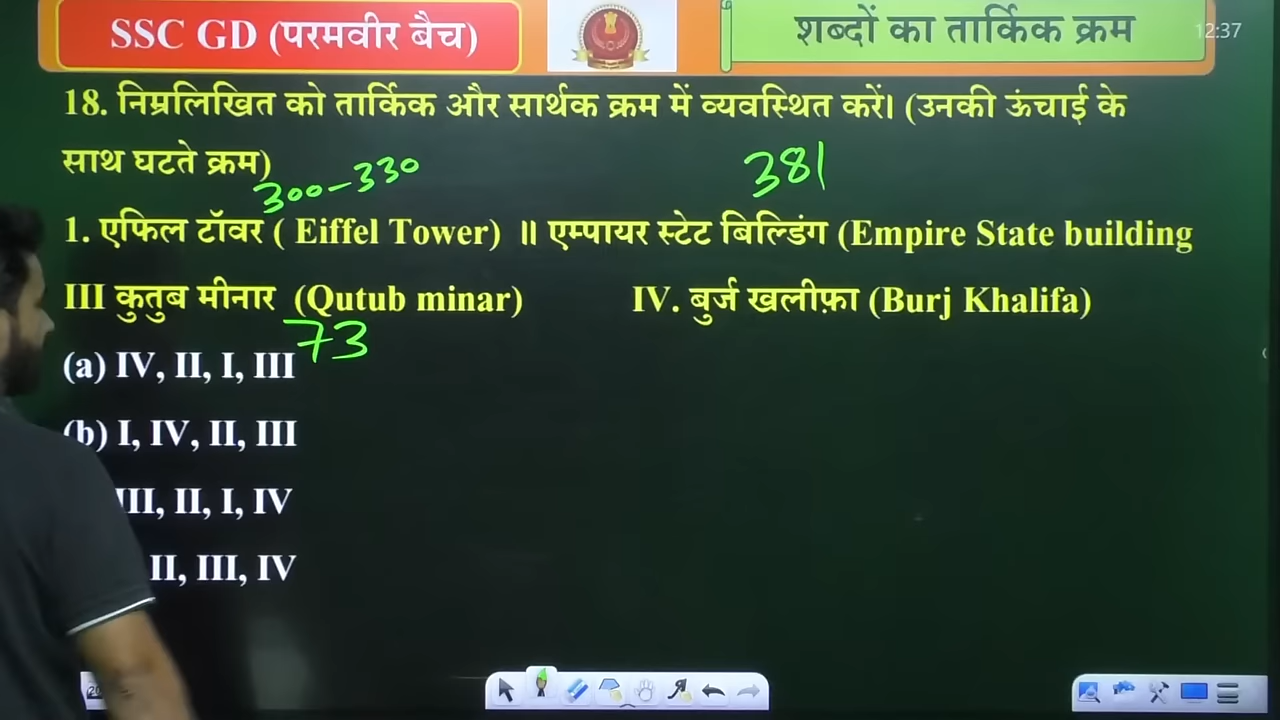 SSC GD (परमवीर बैच)
शब्दों का तार्किक क्रम
12:37
18. निम्नलिखित को तार्किक और सार्थक क्रम में व्यवस्थित करें। (उनकी ऊंचाई के
साथ घटते क्रम)
300-330
381
1. एफिल टॉवर ( Eiffel Tower) ॥ एम्पायर स्टेट बिल्डिंग (Empire State building
III कुतुब मीनार (Qutub minar) IV. बुर्ज खलीफ़ा (Burj Khalifa)
73
(a) IV, II, I, III
(b) I, IV, II, III
III, II, I, IV
II, III, IV